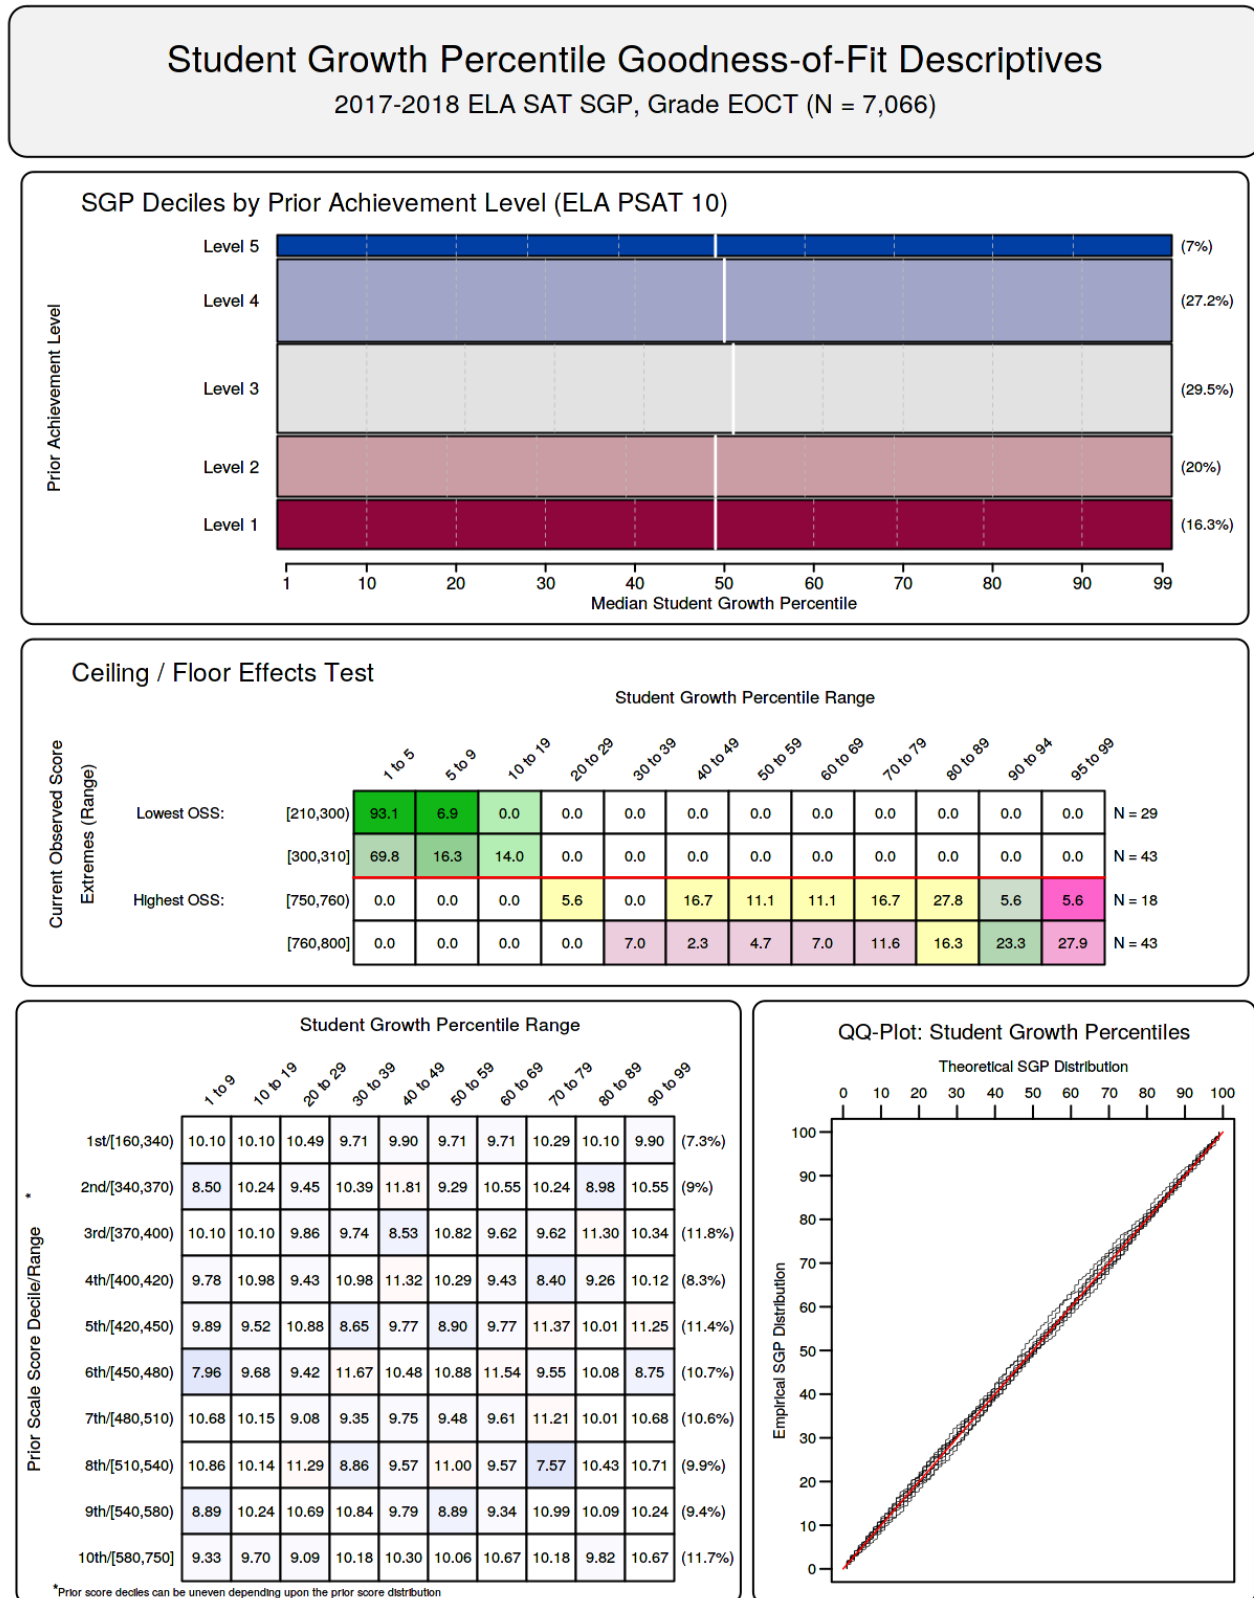 Student Growth Percentile Goodness-of-Fit Descriptives
2017-2018 ELA SAT SGP, Grade EOCT (N = 7,066)
SGP Deciles by Prior Achievement Level (ELA PSAT 10)
Prior Achievement Level
Level 5 (7%)
Level 4 (27.2%)
Level 3 (29.5%)
Level 2 (20%)
Level 1 (16.3%)
1 10 20 30 40 50 60 70 80 90 99
Median Student Growth Percentile
Ceiling / Floor Effects Test
Student Growth Percentile Range
Current Observed Score
Extremes (Range)
1 to 5 5 to 9 10 to 19 20 to 29 30 to 39 40 to 49 50 to 59 60 to 69 70 to 79 80 to 89 90 to 94 95 to 99
Lowest OSS: [210,300) 93.1 6.9 0.0 0.0 0.0 0.0 0.0 0.0 0.0 0.0 0.0 0.0 N = 29
[300,310] 69.8 16.3 14.0 0.0 0.0 0.0 0.0 0.0 0.0 0.0 0.0 0.0 N = 43
Highest OSS: [750,760) 0.0 0.0 0.0 5.6 0.0 16.7 11.1 11.1 16.7 27.8 5.6 5.6 N = 18
[760,800] 0.0 0.0 0.0 0.0 7.0 2.3 4.7 7.0 11.6 16.3 23.3 27.9 N = 43
Student Growth Percentile Range
Prior Scale Score Decile/Range *
1 to 9 10 to 19 20 to 29 30 to 39 40 to 49 50 to 59 60 to 69 70 to 79 80 to 89 90 to 99
1st/[160,340) 10.10 10.10 10.49 9.71 9.90 9.71 9.71 10.29 10.10 9.90 (7.3%)
2nd/[340,370) 8.50 10.24 9.45 10.39 11.81 9.29 10.55 10.24 8.98 10.55 (9%)
3rd/[370,400) 10.10 10.10 9.86 9.74 8.53 10.82 9.62 9.62 11.30 10.34 (11.8%)
4th/[400,420) 9.78 10.98 9.43 10.98 11.32 10.29 9.43 8.40 9.26 10.12 (8.3%)
5th/[420,450) 9.89 9.52 10.88 8.65 9.77 8.90 9.77 11.37 10.01 11.25 (11.4%)
6th/[450,480) 7.96 9.68 9.42 11.67 10.48 10.88 11.54 9.55 10.08 8.75 (10.7%)
7th/[480,510) 10.68 10.15 9.08 9.35 9.75 9.48 9.61 11.21 10.01 10.68 (10.6%)
8th/[510,540) 10.86 10.14 11.29 8.86 9.57 11.00 9.57 7.57 10.43 10.71 (9.9%)
9th/[540,580) 8.89 10.24 10.69 10.84 9.79 8.89 9.34 10.99 10.09 10.24 (9.4%)
10th/[580,750] 9.33 9.70 9.09 10.18 10.30 10.06 10.67 10.18 9.82 10.67 (11.7%)
*Prior score deciles can be uneven depending upon the prior score distribution
QQ-Plot: Student Growth Percentiles
Theoretical SGP Distribution
0 10 20 30 40 50 60 70 80 90 100
Empirical SGP Distribution
100
90
80
70
60
50
40
30
20
10
0